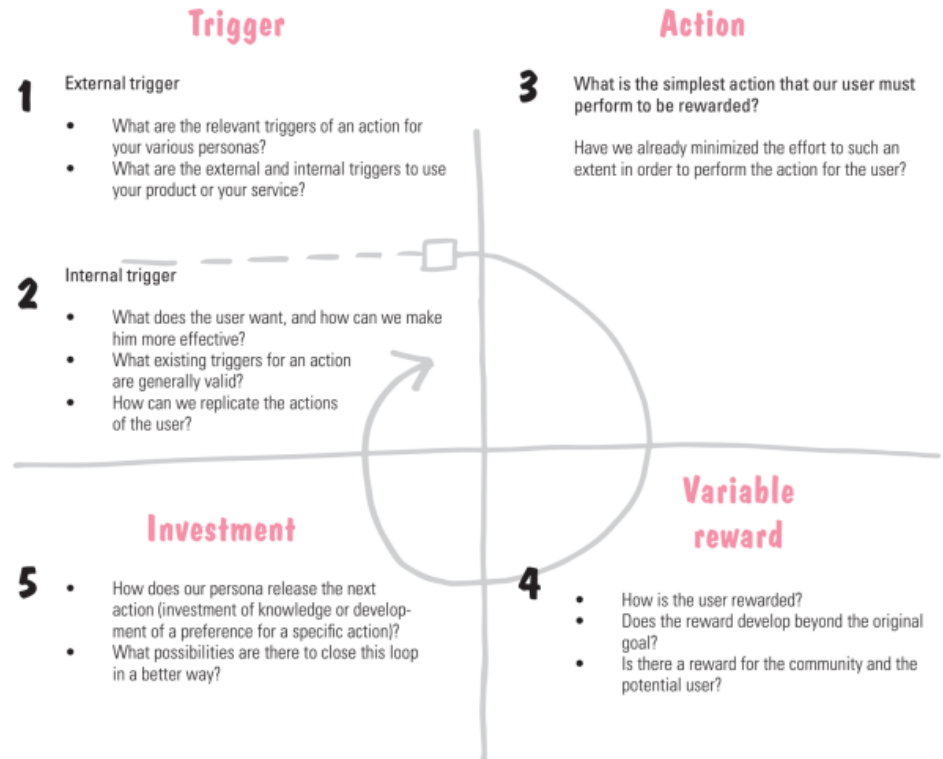 Trigger
1
External trigger
• What are the relevant triggers of an action for
your various personas?
• What are the external and internal triggers to use
your product or your service?
2
Internal trigger
• What does the user want, and how can we make
him more effective?
• What existing triggers for an action
are generally valid?
• How can we replicate the actions
of the user?
Action
3
What is the simplest action that our user must
perform to be rewarded?
Have we already minimized the effort to such an
extent in order to perform the action for the user?
Variable
reward
4
• How is the user rewarded?
• Does the reward develop beyond the original
goal?
• Is there a reward for the community and the
potential user?
Investment
5
• How does our persona release the next
action (investment of knowledge or develop-
ment of a preference for a specific action)?
• What possibilities are there to close this loop
in a better way?